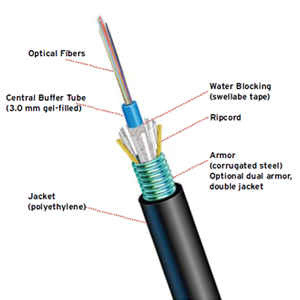 Optical Fibers
Central Buffer Tube
(3.0 mm gel-filled)
Jacket
(polyethylene)
Water Blocking
(swellabe tape)
Ripcord
Armor
(corrugated steel)
Optional dual armor,
double jacket